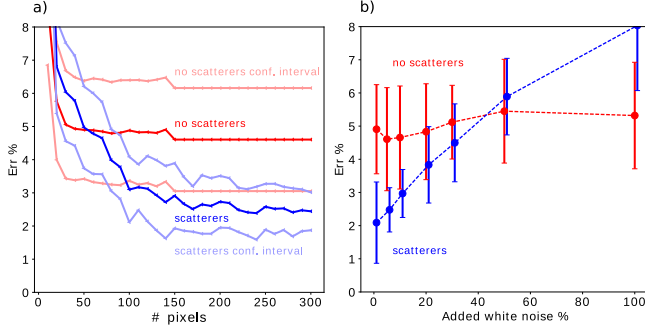 a)
8
7
6
5
4
3
2
1
0
Err %
0 50 100 150 200 250 300
# pixels
no scatterers conf. interval
no scatterers
scatterers
scatterers conf. interval
b)
8
7
6
5
4
3
2
1
0
Err %
0 20 40 60 80 100
Added white noise %
no scatterers
scatterers